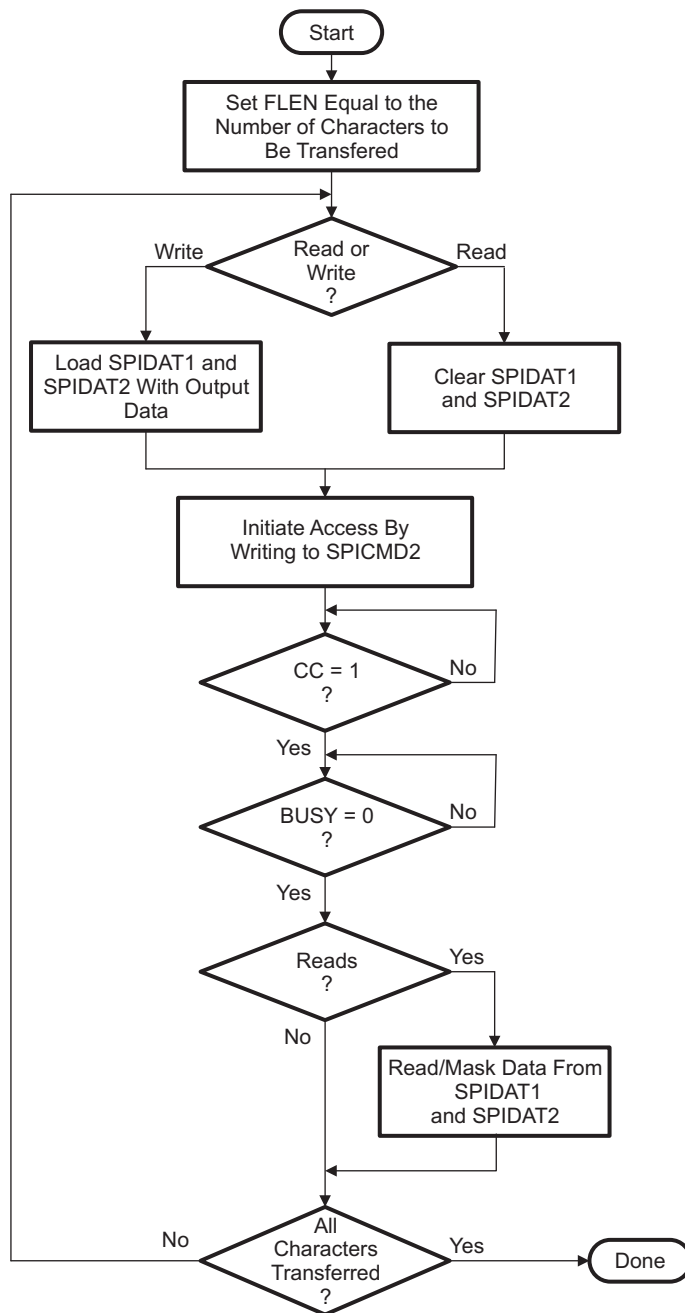 Start
Set FLEN Equal to the
Number of Characters to
Be Transfered
Write
Read or
Write
?
Read
Load SPIDAT1 and
SPIDAT2 With Output
Data
Clear SPIDAT1
and SPIDAT2
Initiate Access By
Writing to SPICMD2
CC = 1
?
No
Yes
BUSY = 0
?
No
Yes
Reads
?
Yes
No
Read/Mask Data From
SPIDAT1
and SPIDAT2
No
All
Characters
Transferred
?
Yes
Done